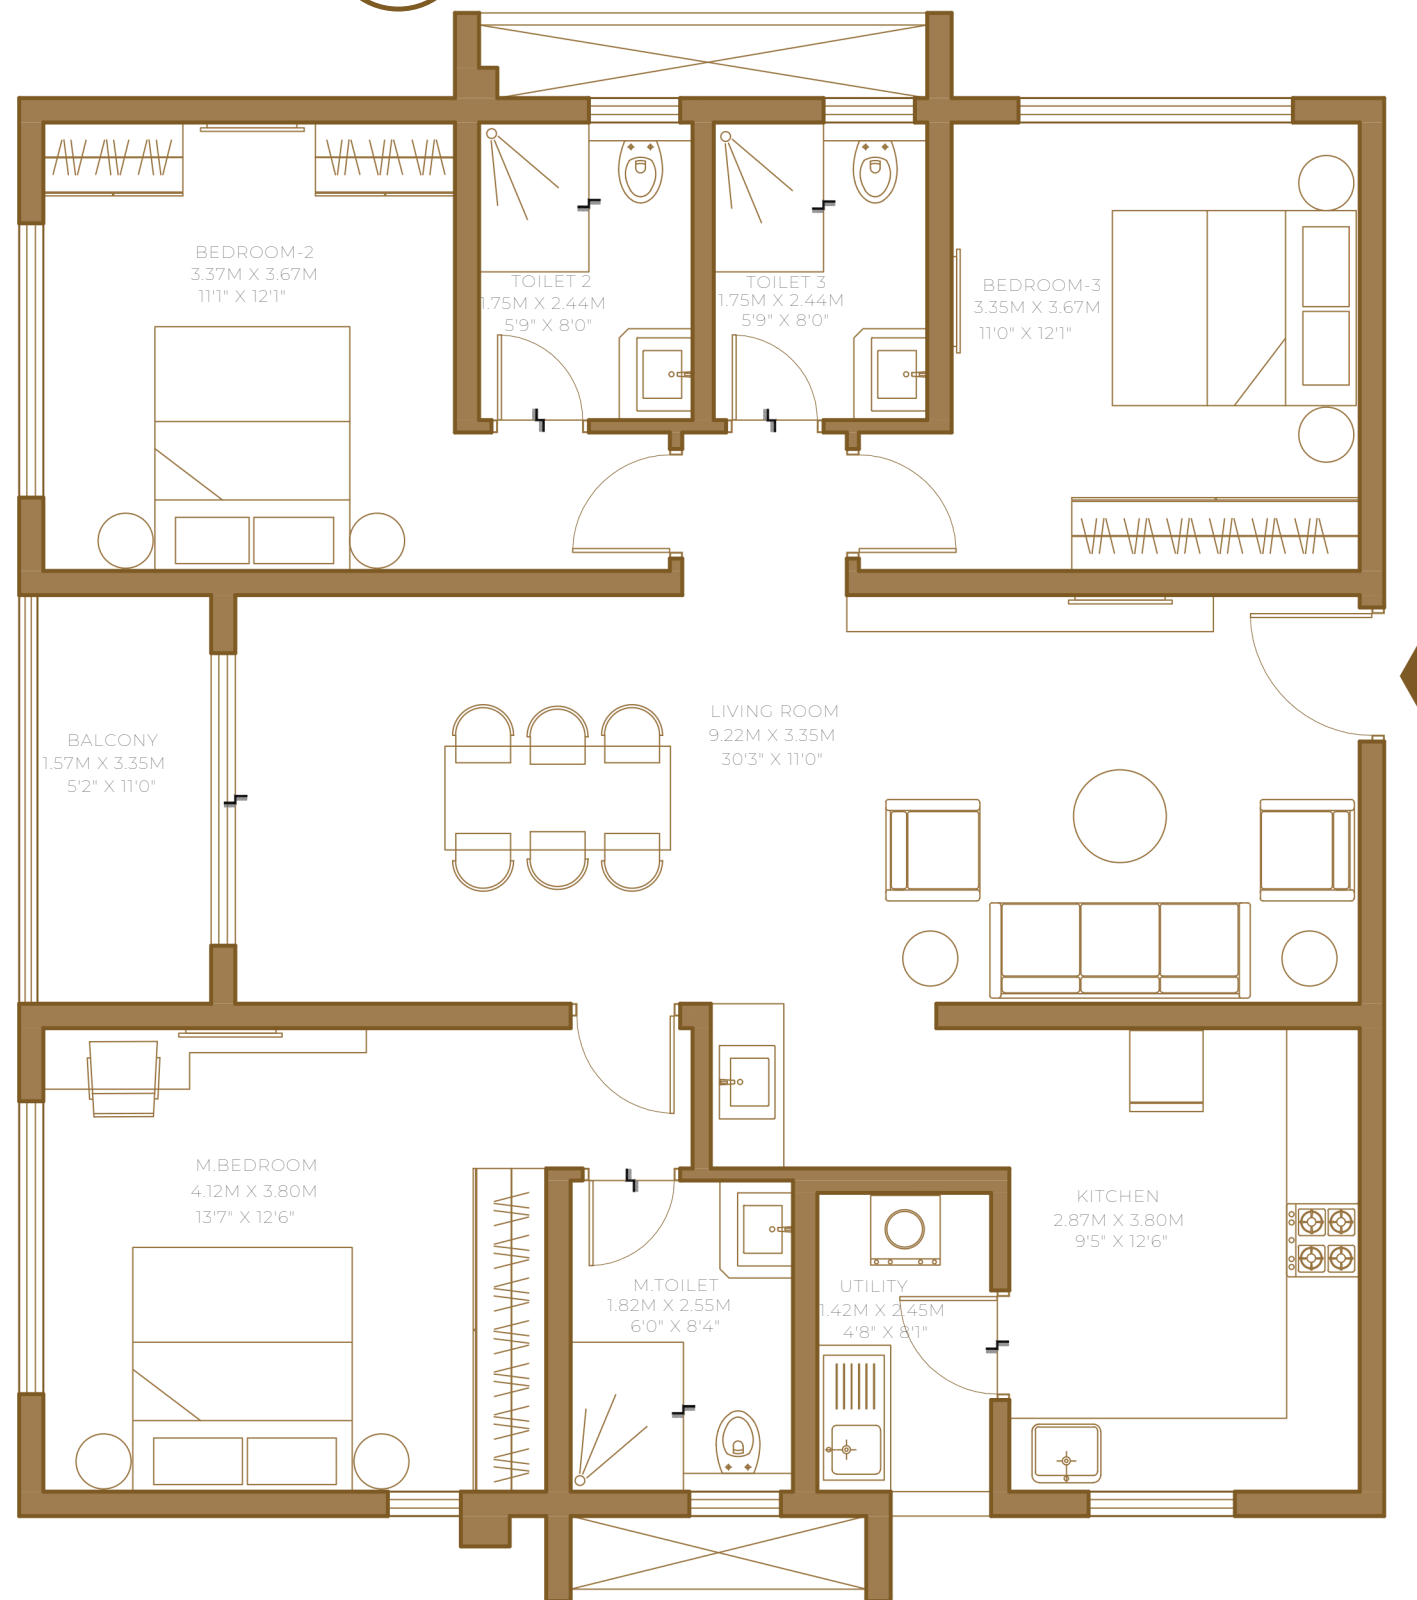 BEDROOM-2
3.37M X 3.67M
11'1" X 12'1"
TOILET 2
1.75M X 2.44M
5'9" X 8'0"
TOILET 3
1.75M X 2.44M
5'9" X 8'0"
BEDROOM-3
3.35M X 3.67M
11'0" X 12'1"
BALCONY
1.57M X 3.35M
5'2" X 11'0"
LIVING ROOM
9.22M X 3.35M
30'3" X 11'0"
M.BEDROOM
4.12M X 3.80M
13'7" X 12'6"
M.TOILET
1.82M X 2.55M
6'0" X 8'4"
UTILITY
1.42M X 2.45M
4'8" X 8'1"
KITCHEN
2.87M X 3.80M
9'5" X 12'6"